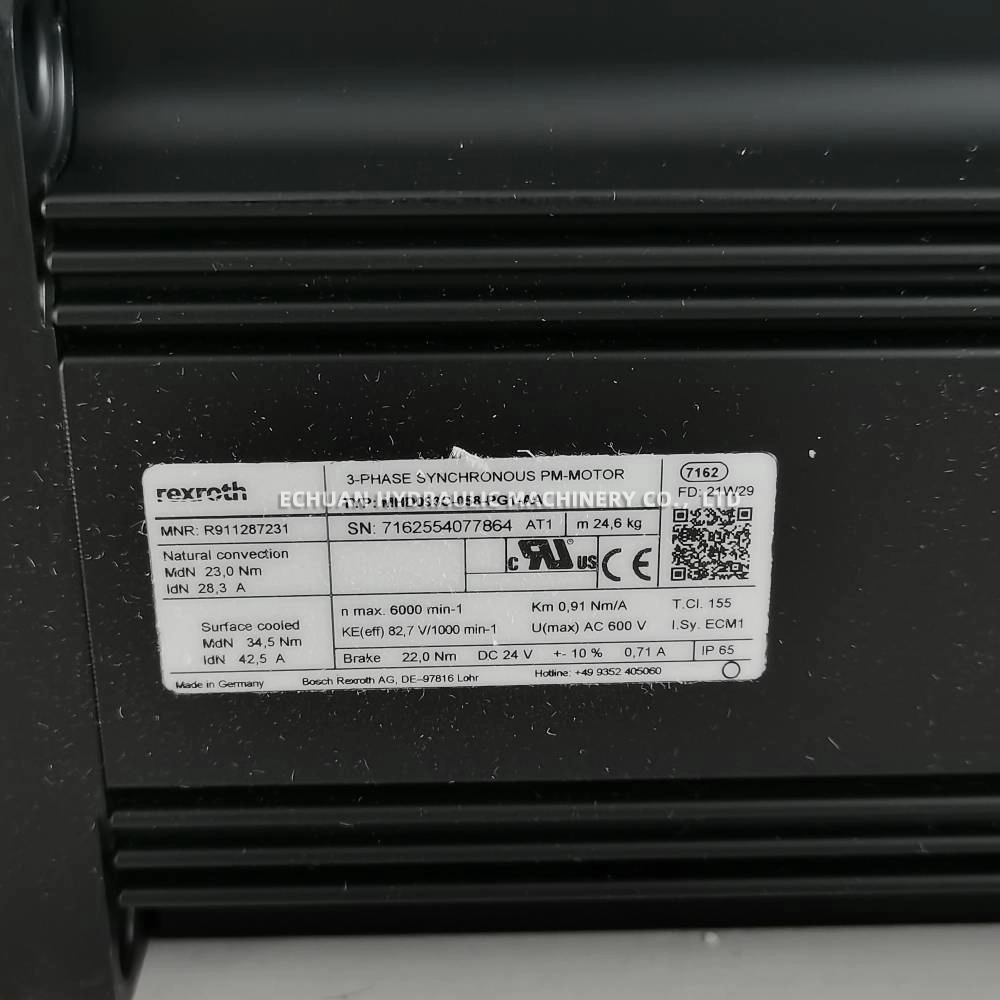 rexroth
3-PHASE SYNCHRONOUS PM-MOTOR
7162
ECHUAN HYDRAULIC MACHINERY CO., LTD
TYP:
FD: 21W29
MNR: R911287231
SN: 7162554077864 AT1 m 24,6 kg
Natural convection
MdN 23,0 Nm
IdN 28,3 A
c RU US CE
Surface cooled
MdN 34,5 Nm
IdN 42,5 A
n max. 6000 min-1 Km 0,91 Nm/A T.Cl. 155
KE(eff) 82,7 V/1000 min-1 U(max) AC 600 V I.Sy. ECM1
Brake 22,0 Nm DC 24 V +- 10 % 0,71 A IP 65
Made in Germany Bosch Rexroth AG, DE-97816 Lohr Hotline: +49 9352 405060